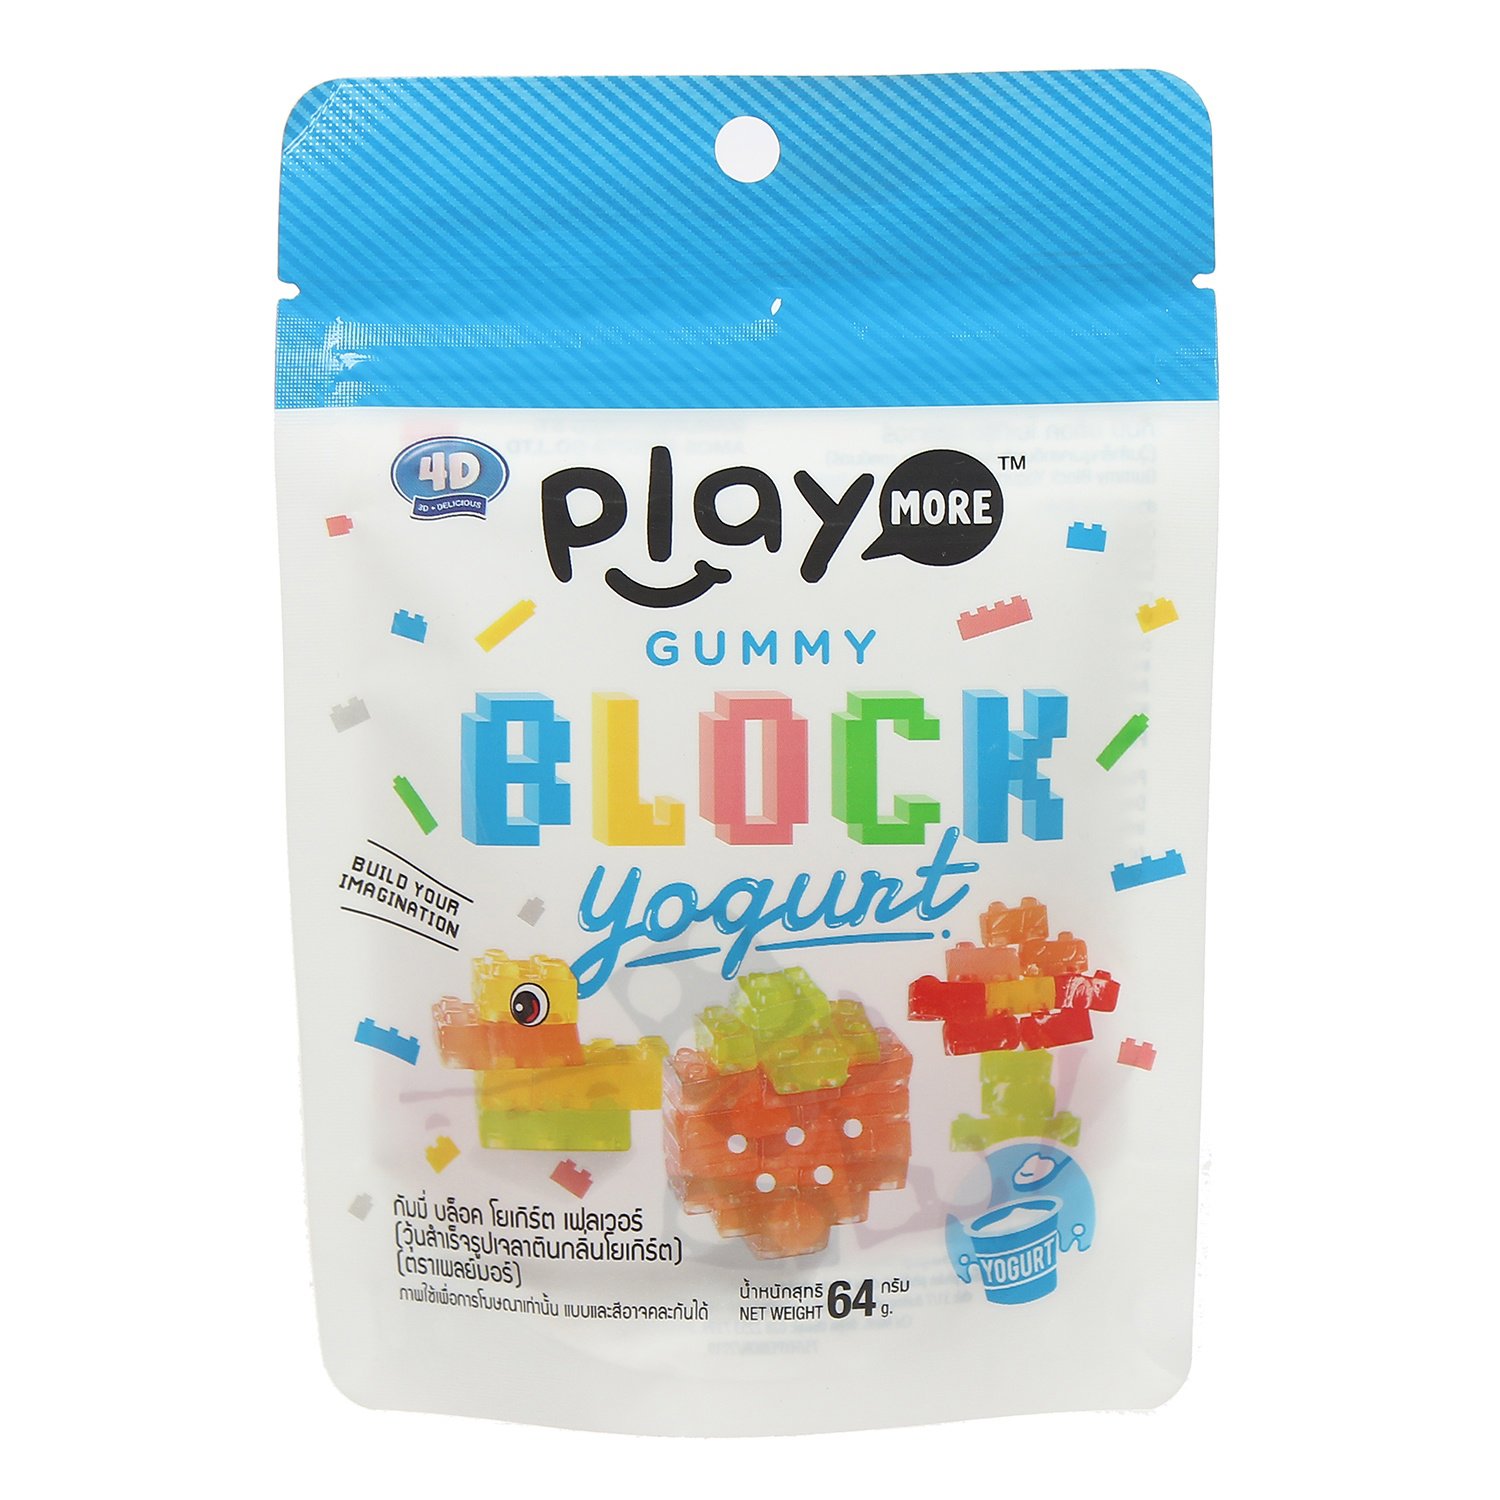 4D
3D + DELICIOUS
play MORE™
GUMMY
BLOCK
yogurt
BUILD YOUR
IMAGINATION
กัมมี่ บล็อค โยเกิร์ต เฟลเวอร์
(วุ้นสำเร็จรูปเจลาตินกลิ่นโยเกิร์ต)
(ตราเพลย์มอร์)
ภาพใช้เพื่อการโฆษณาเท่านั้น แบบและสีอาจคละกันได้
น้ำหนักสุทธิ 64 กรัม
NET WEIGHT g.
YOGURT